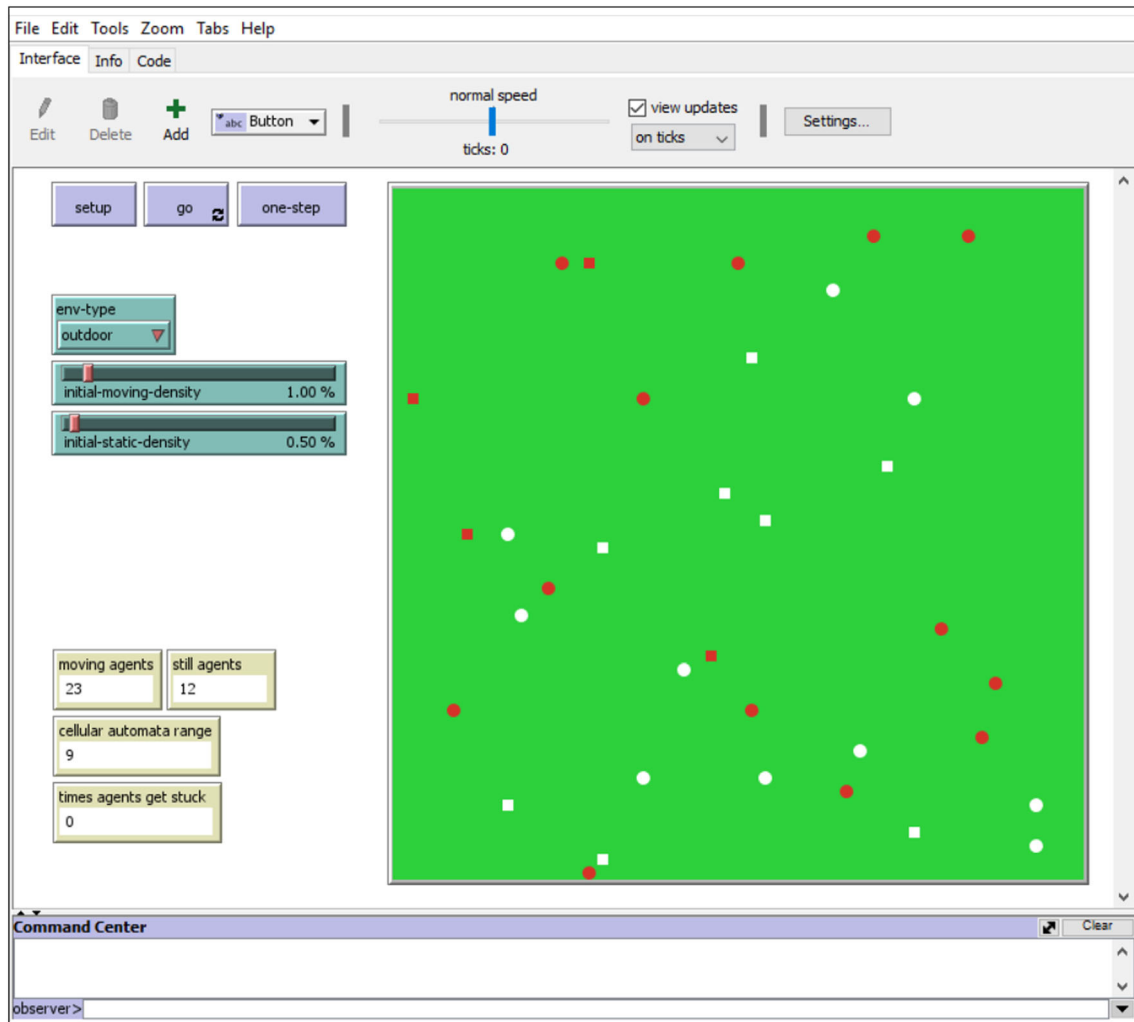 File Edit Tools Zoom Tabs Help
Interface Info Code
normal speed
view updates
Edit Delete Add abc Button on ticks Settings...
ticks: 0
setup go one-step
env-type
outdoor
initial-moving-density 1.00 %
initial-static-density 0.50 %
moving agents still agents
23 12
cellular automata range
9
times agents get stuck
0
Command Center Clear
observer>